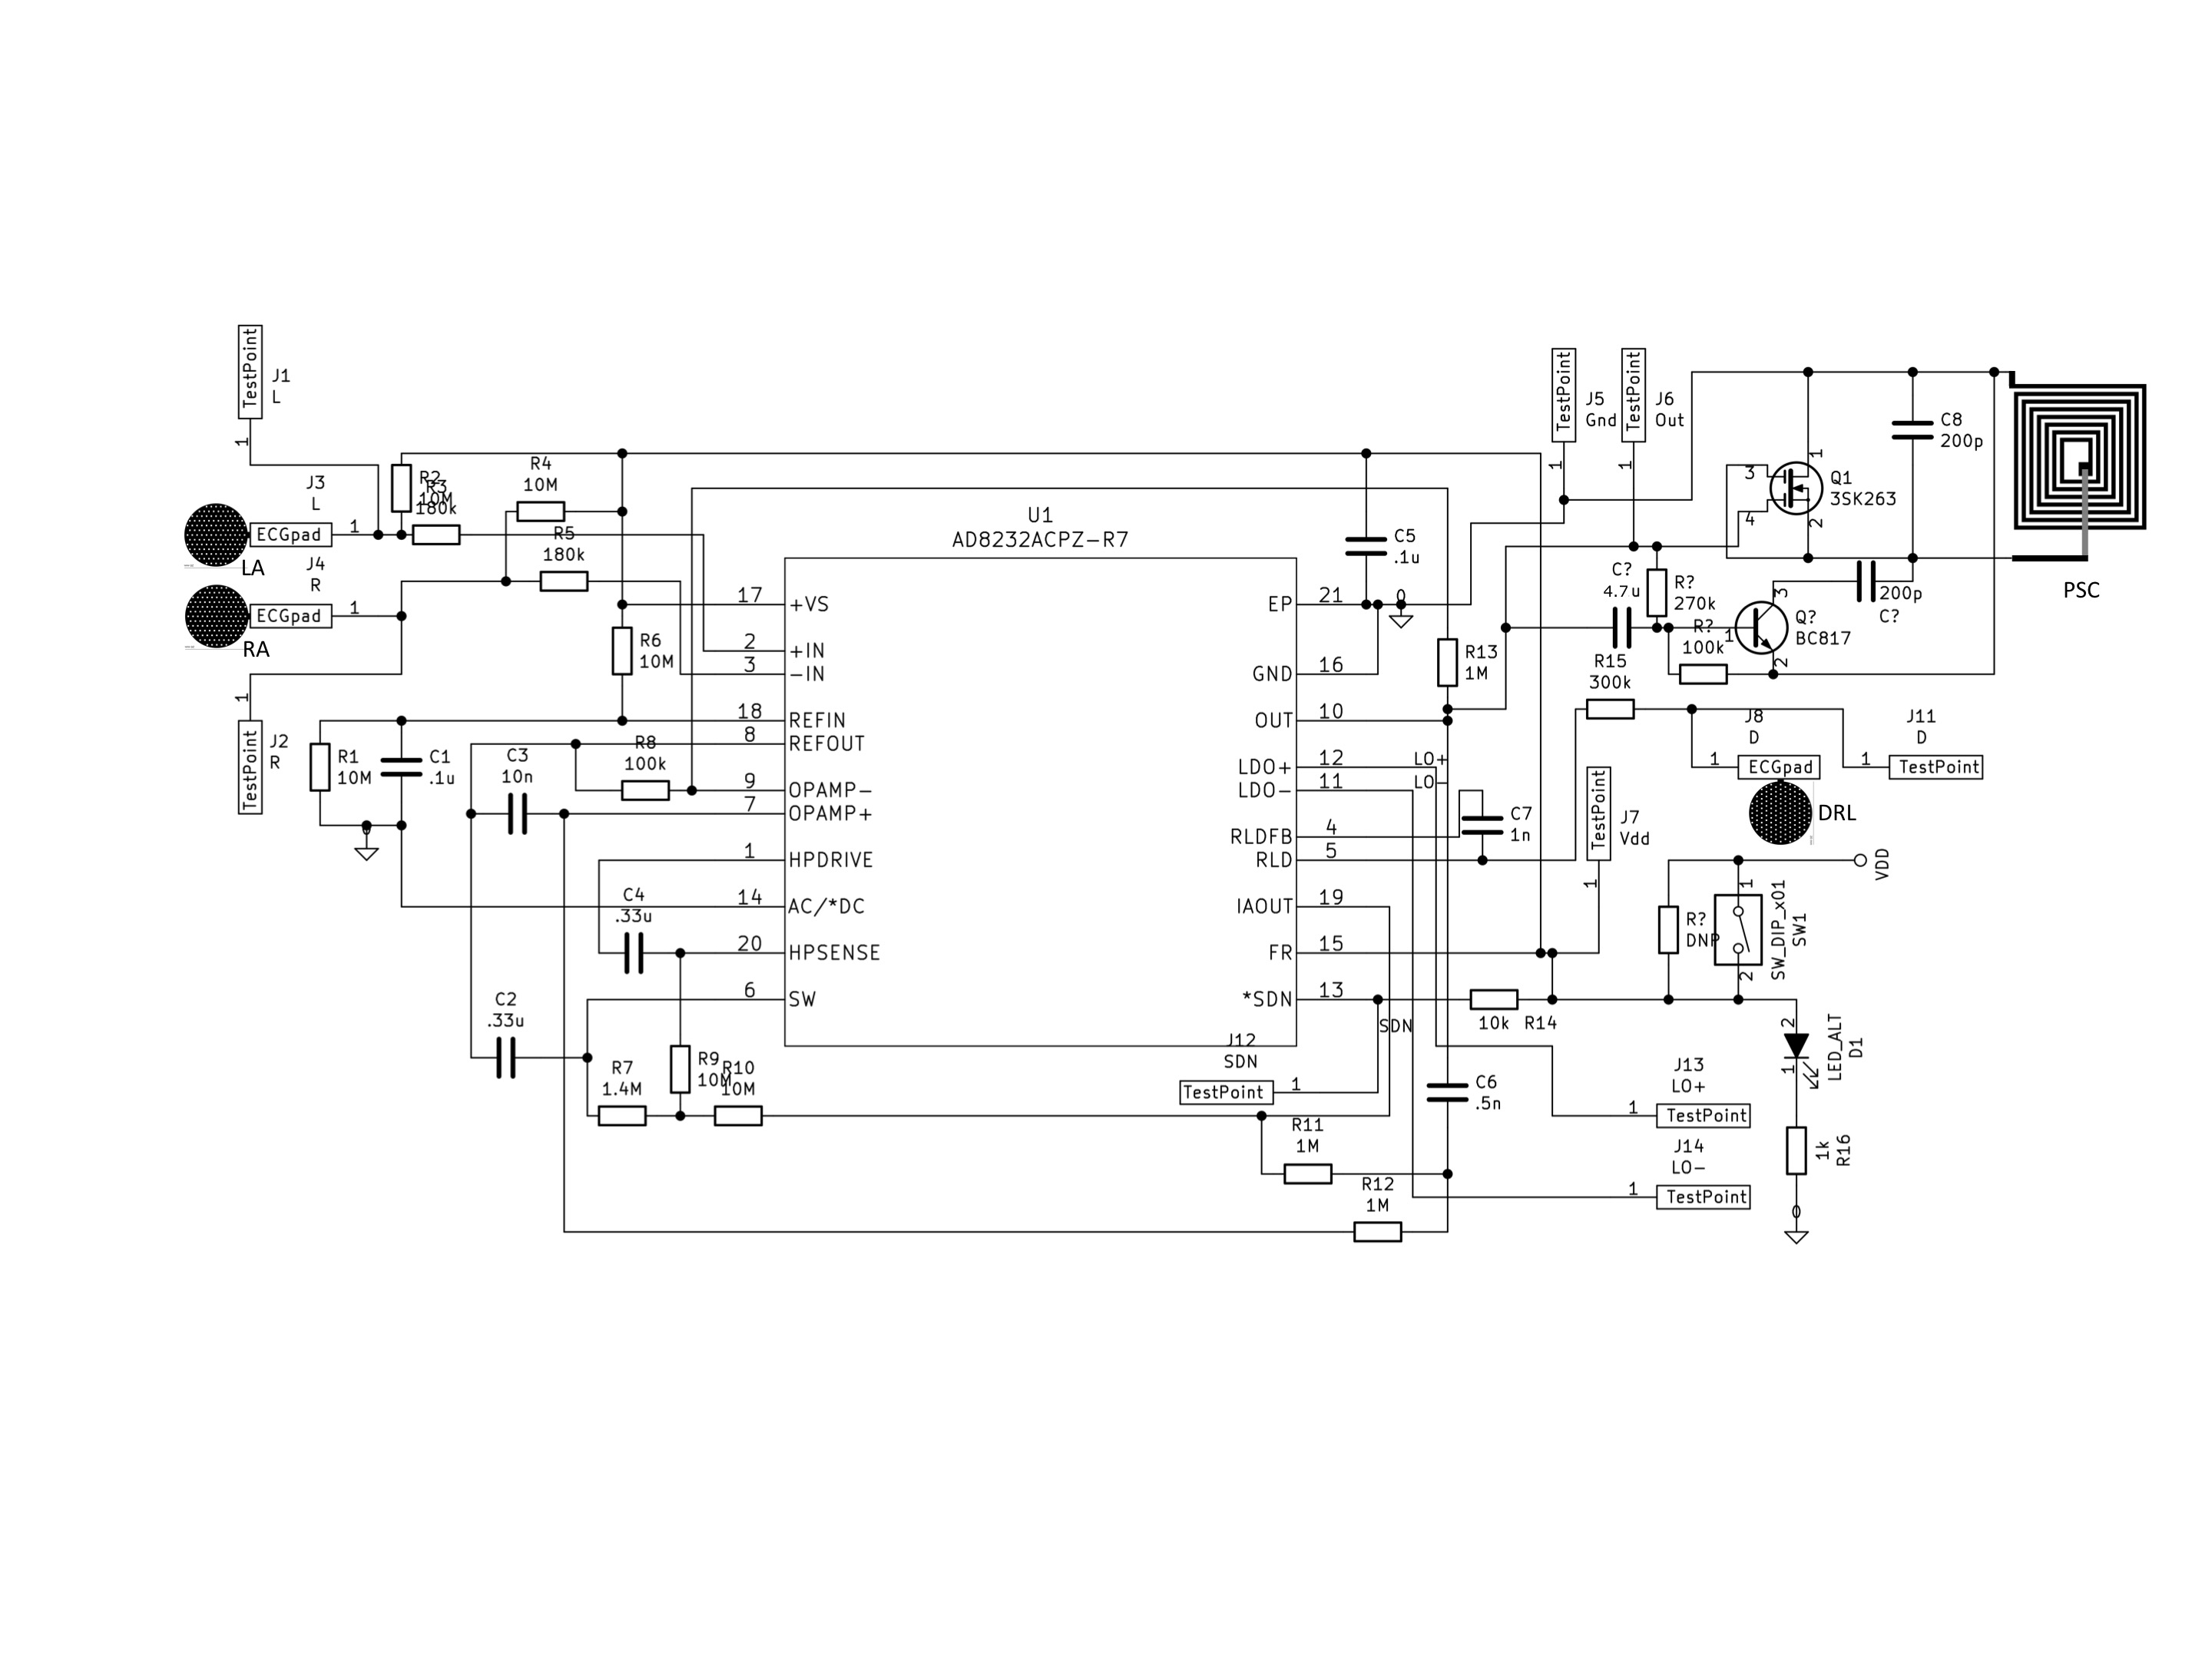 TestPoint
1
J1
L
J3
L
ECGpad
1
LA
J4
R
ECGpad
1
RA
1
TestPoint
J2
R
R2
10M
R3
180k
R4
10M
R5
180k
R6
10M
R1
10M
C1
.1u
0
C3
10n
R8
100k
C4
.33u
C2
.33u
R7
1.4M
R9
10M
R10
10M
U1
AD8232ACPZ-R7
17 +VS
2 +IN
3 -IN
18 REFIN
8 REFOUT
9 OPAMP-
7 OPAMP+
1 HPDRIVE
14 AC/*DC
20 HPSENSE
6 SW
EP 21
GND 16
OUT 10
LDO+ 12
LDO- 11
RLDFB 4
RLD 5
IAOUT 19
FR 15
*SDN 13
LO+
LO-
SDN
J12
SDN
TestPoint
1
C5
.1u
0
R13
1M
C7
1n
C6
.5n
R11
1M
R12
1M
10k R14
TestPoint
1
J5
Gnd
TestPoint
1
J6
Out
TestPoint
1
J7
Vdd
C?
4.7u
R?
270k
R?
100k
R15
300k
Q1
3SK263
1
2
3
4
C8
200p
200p
C?
Q?
BC817
1
2
3
PSC
J8
D
1
ECGpad
DRL
J11
D
1
TestPoint
VDD
R?
DNP
1
2
SW_DIP_x01
SW1
2
1
LED_ALT
D1
1k
R16
0
J13
LO+
1
TestPoint
J14
LO-
1
TestPoint